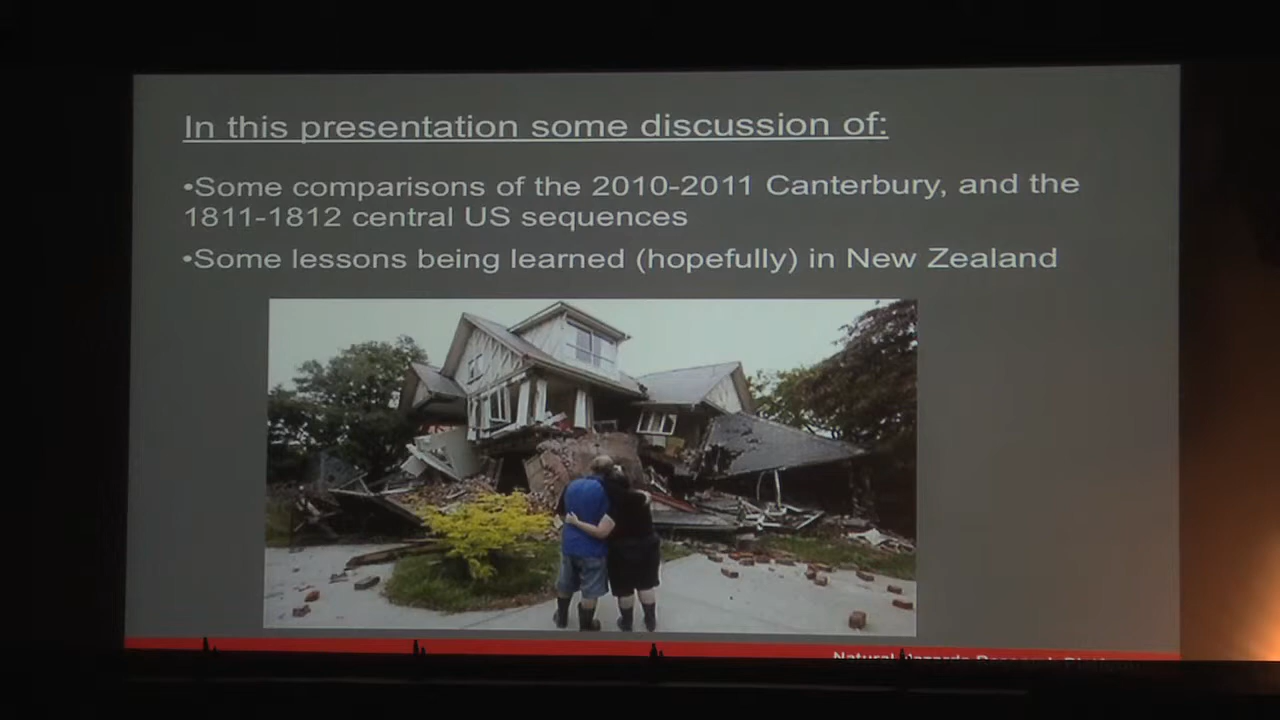 In this presentation some discussion of:
•Some comparisons of the 2010-2011 Canterbury, and the
1811-1812 central US sequences
•Some lessons being learned (hopefully) in New Zealand
Natural Hazards Research Platform